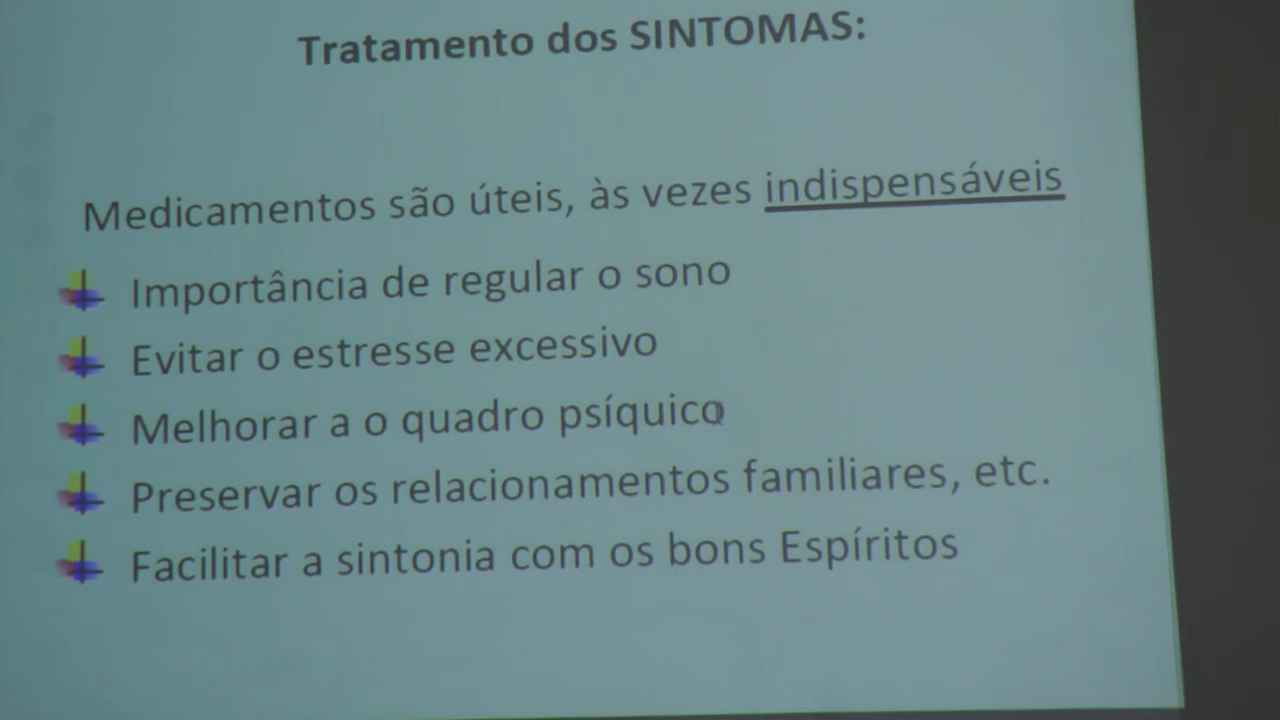 Tratamento dos SINTOMAS:
Medicamentos são úteis, às vezes indispensáveis
Importância de regular o sono
Evitar o estresse excessivo
Melhorar a o quadro psíquico
Preservar os relacionamentos familiares, etc.
Facilitar a sintonia com os bons Espíritos